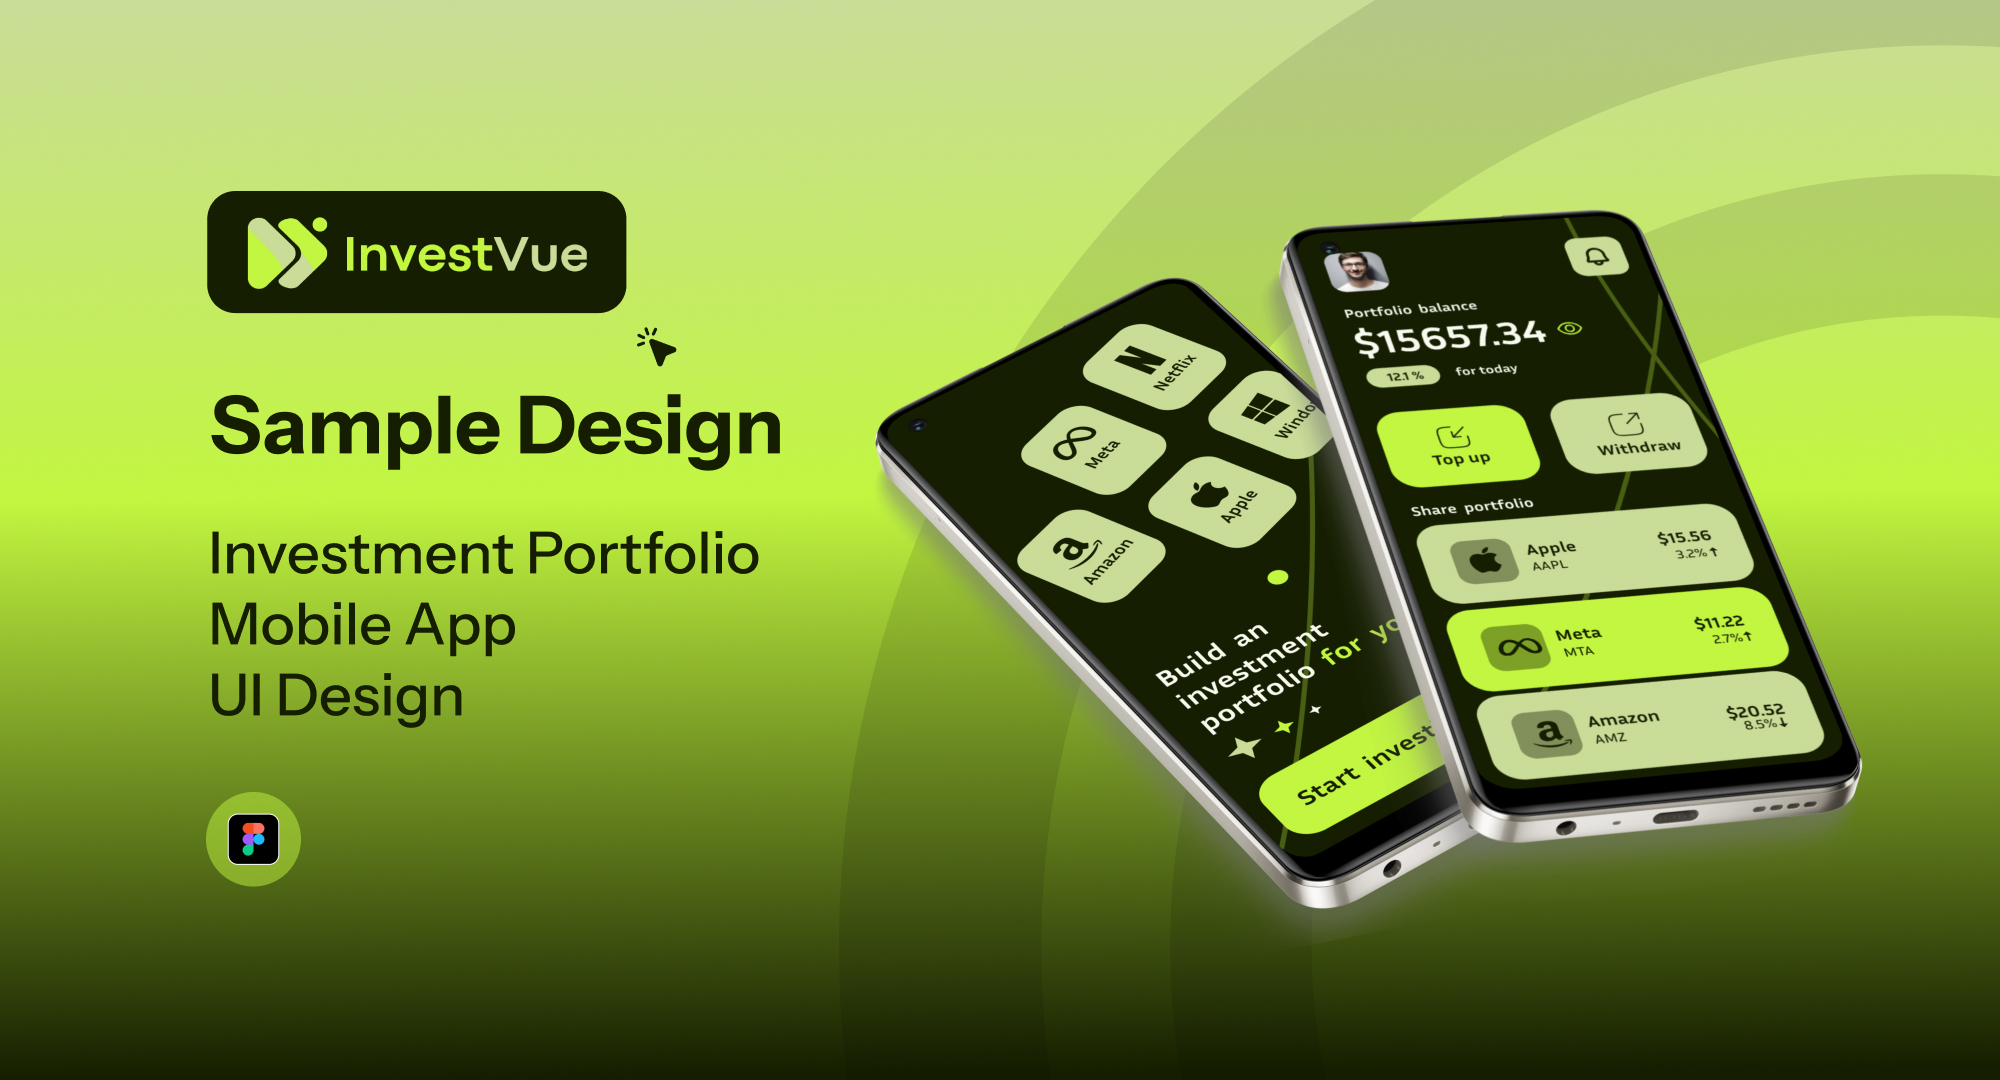 InvestVue
Sample Design
Investment Portfolio
Mobile App
UI Design
Netflix
Meta
Apple
Amazon
a
Build an
investment
portfolio for
Start
Portfolio balance
$15657.34
12.1%
for today
Top up
Withdraw
Share portfolio
Apple
AAPL
$15.56
3.2%↑
Meta
MTA
$11.22
2.7%↑
a
Amazon
AMZ
$20.52
8.5%↓